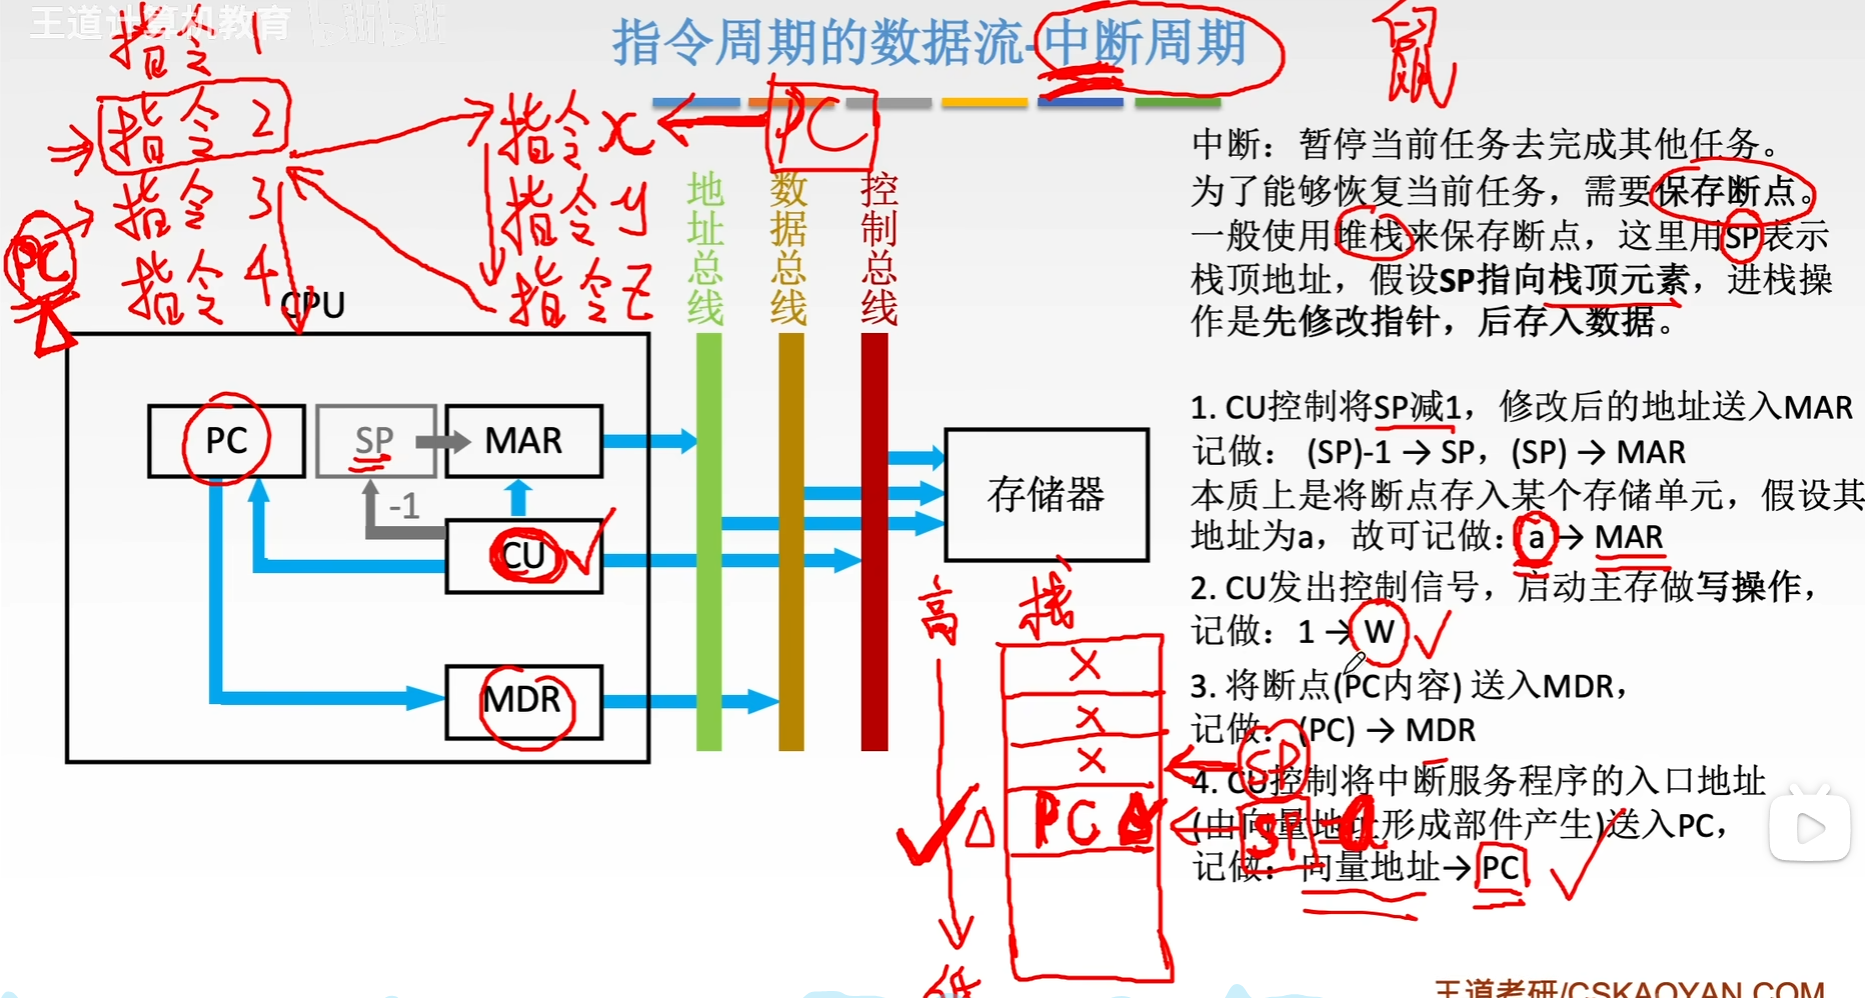 王道计算机教育 bilibili
指令周期的数据流-中断周期
指令1
指令2
指令3
指令4
PC
指令x
指令y
指令z
PC
CPU
地址总线
数据总线
控制总线
PC
SP
MAR
-1
CU
MDR
存储器
高
栈
低
PC
SP
SP
a
中断：暂停当前任务去完成其他任务。
为了能够恢复当前任务，需要保存断点。
一般使用堆栈来保存断点，这里用SP表示
栈顶地址，假设SP指向栈顶元素，进栈操
作是先修改指针，后存入数据。
1. CU控制将SP减1，修改后的地址送入MAR
记做： (SP)-1 → SP，(SP) → MAR
本质上是将断点存入某个存储单元，假设其
地址为a，故可记做：a → MAR
2. CU发出控制信号，启动主存做写操作，
记做：1 → W
3. 将断点(PC内容) 送入MDR，
记做：(PC) → MDR
4. CU控制将中断服务程序的入口地址
(由向量地址形成部件产生)送入PC，
记做：向量地址→ PC
王道考研/CSKAOYAN.COM